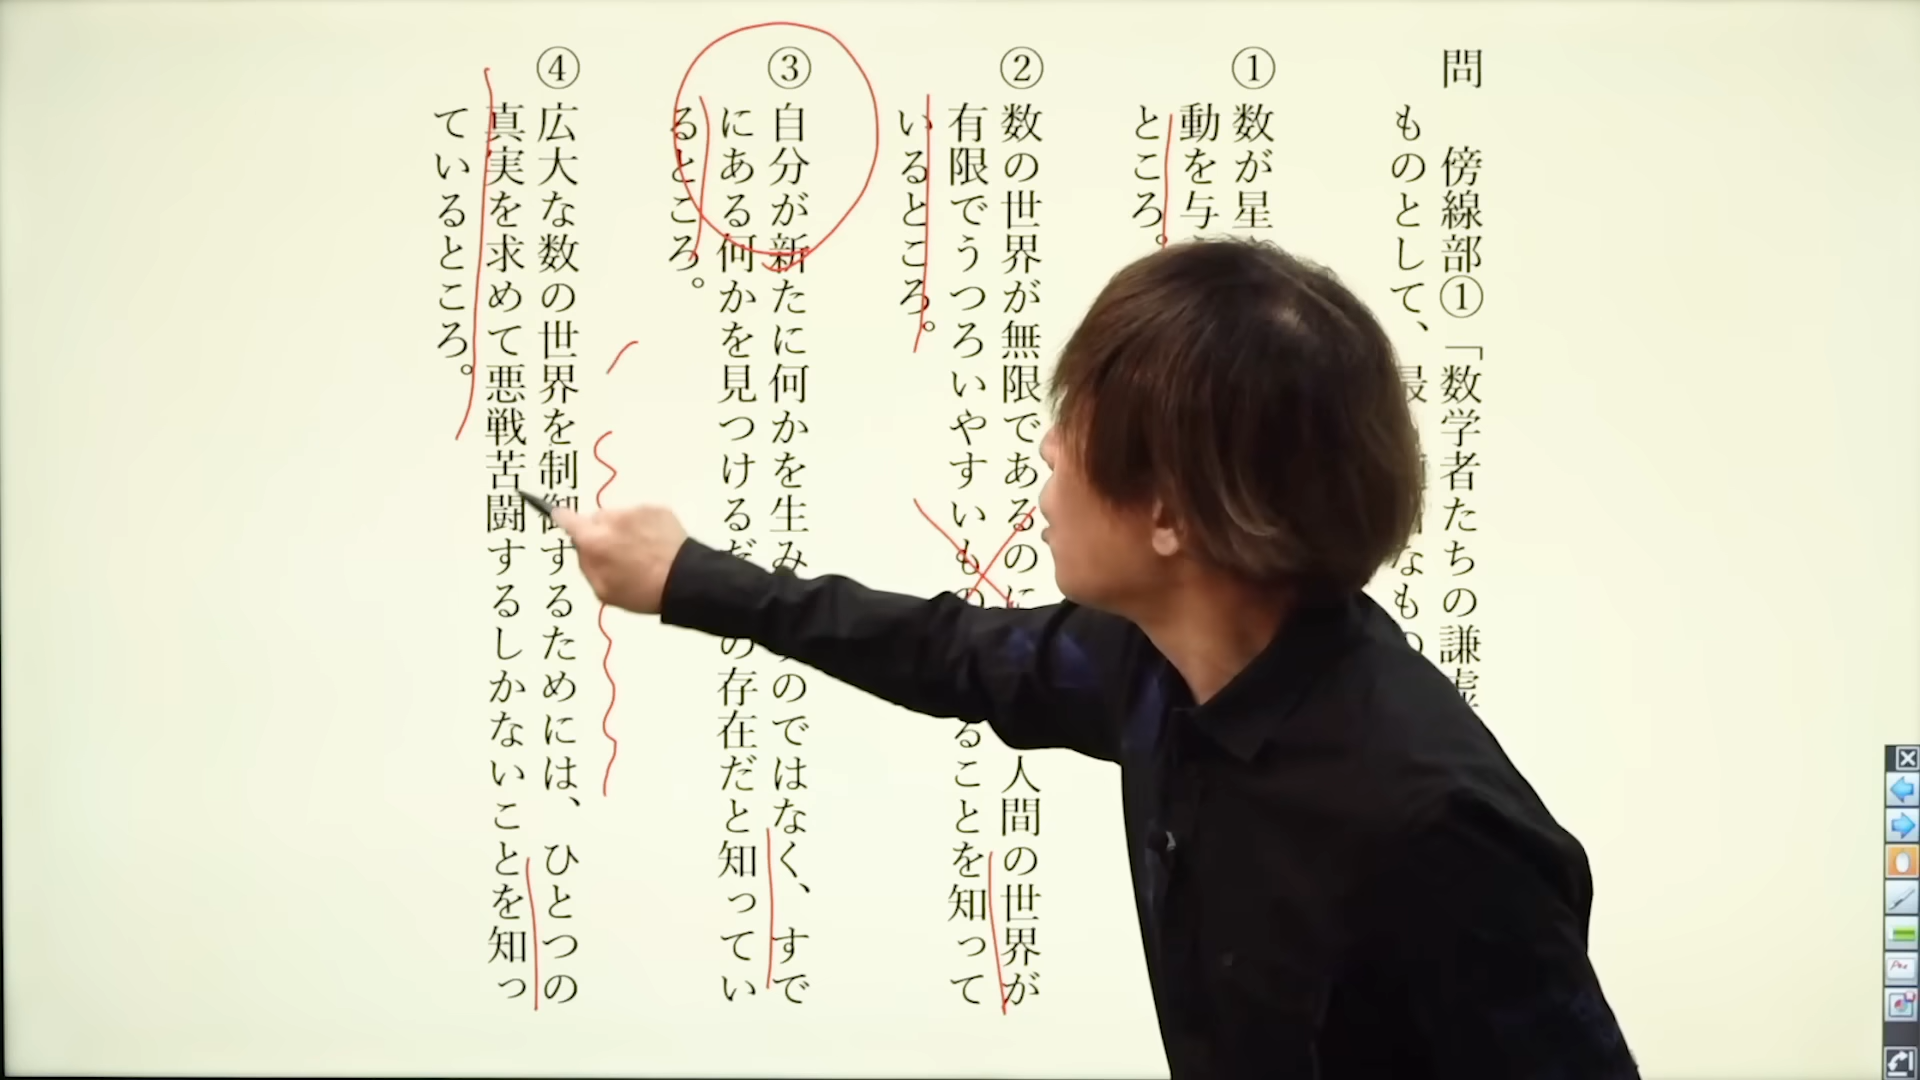 問 傍線部①「数学者たちの謙虚
ものとして、
なもの
① 数が星
動を与
ところ。
② 数の世界が無限であるのに 人間の世界が
有限でうつろいやすいもの ることを知って
いるところ。
③ 自分が新たに何かを生み のではなく、すで
にある何かを見つけるだ の存在だと知ってい
るところ。
④ 広大な数の世界を制御するためには、ひとつの
真実を求めて悪戦苦闘するしかないことを知っ
ているところ。